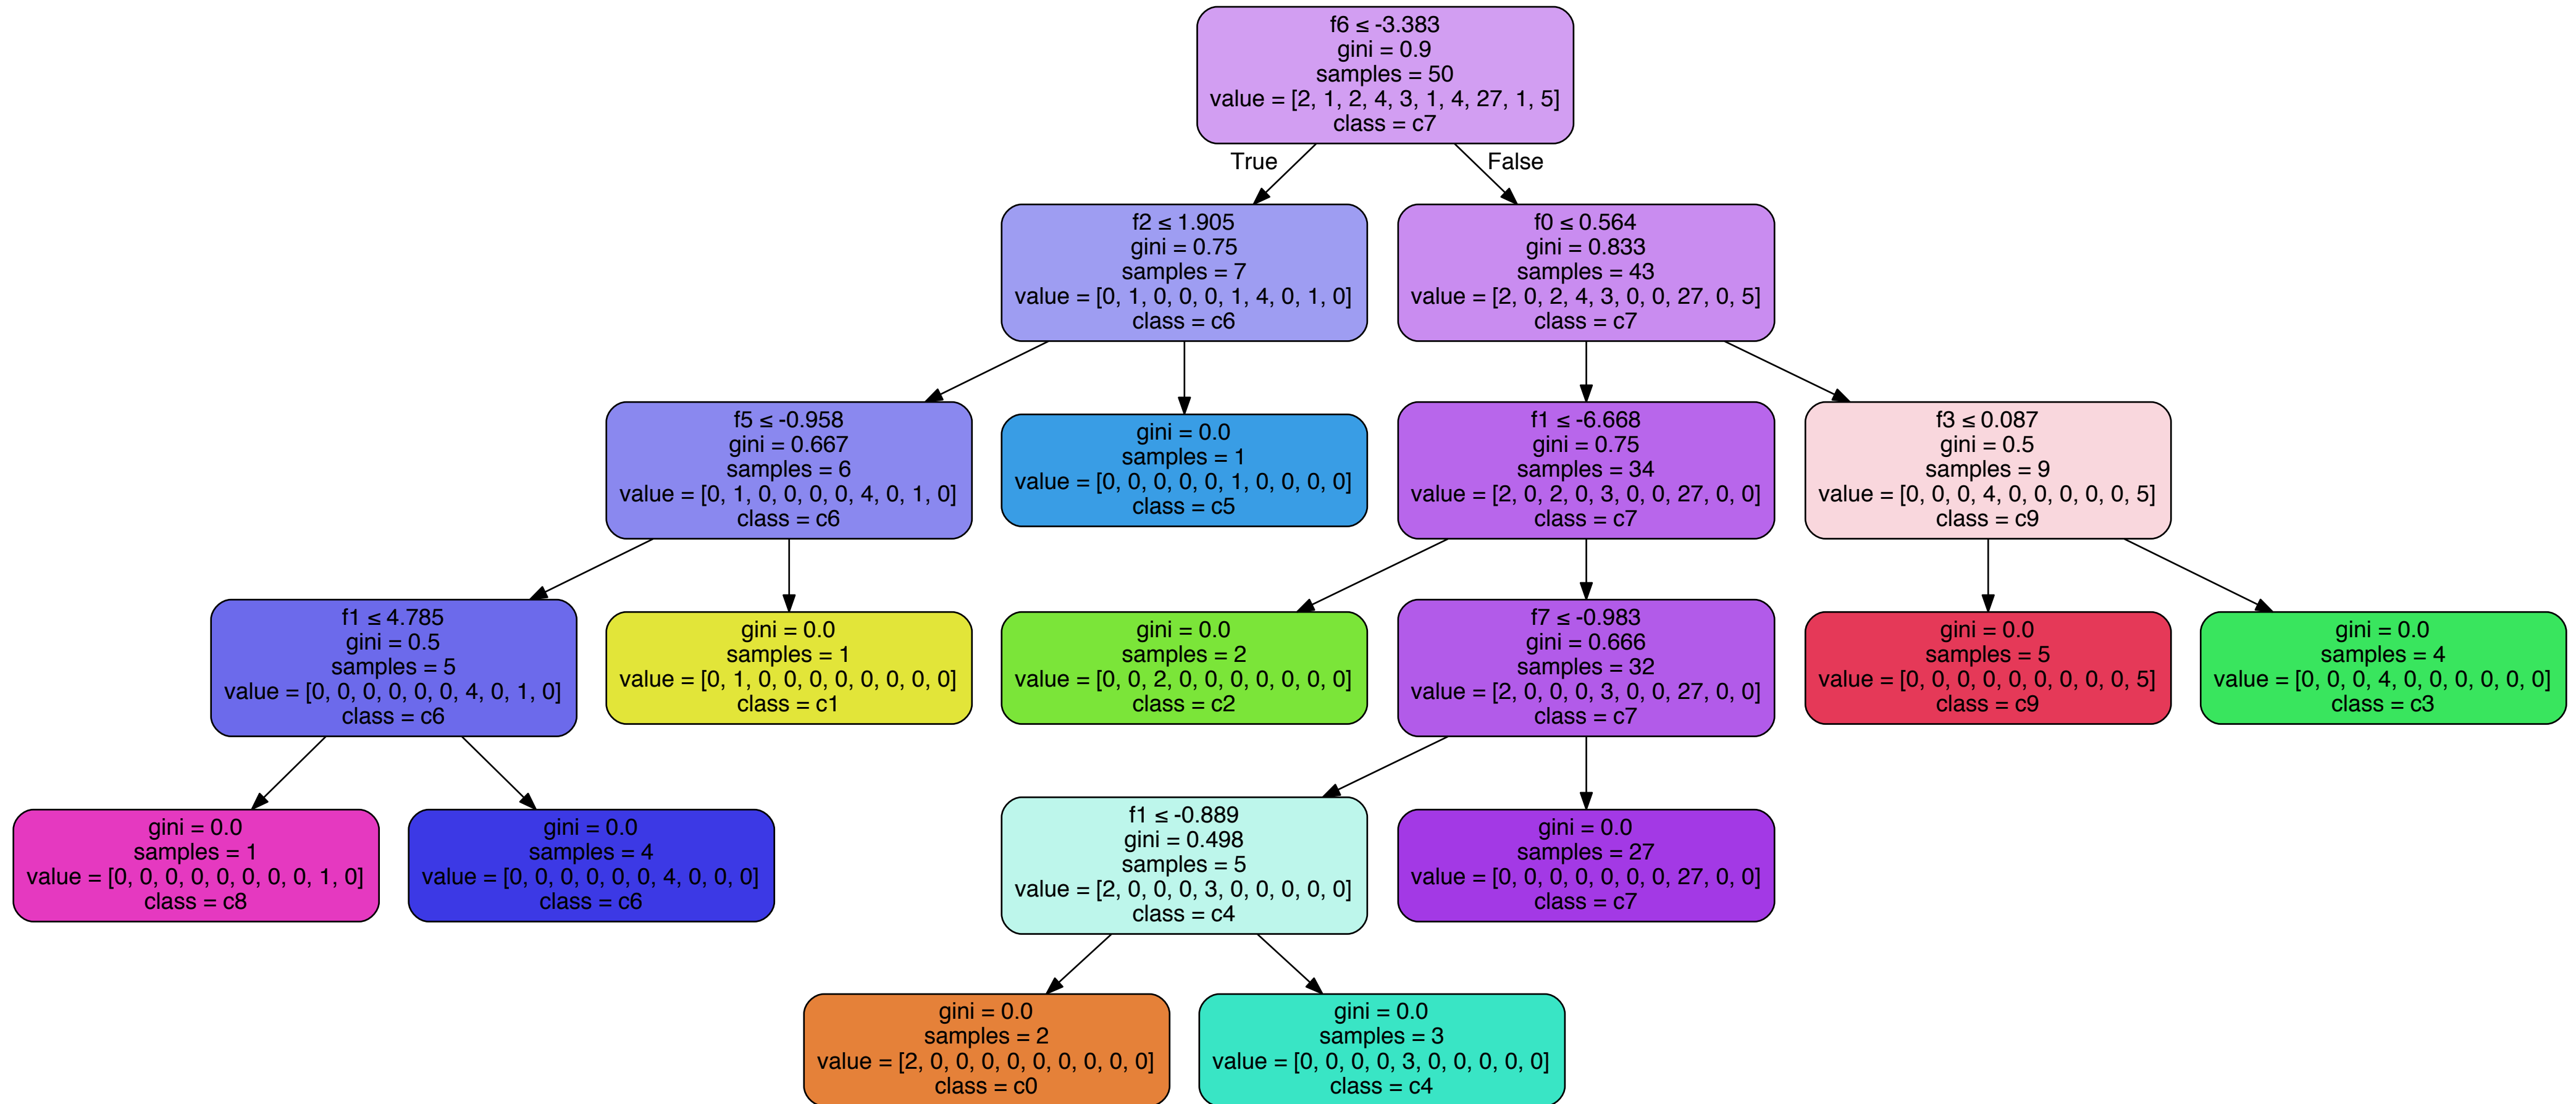 f6 ≤ -3.383
gini = 0.9
samples = 50
value = [2, 1, 2, 4, 3, 1, 4, 27, 1, 5]
class = c7
True
False
f2 ≤ 1.905
gini = 0.75
samples = 7
value = [0, 1, 0, 0, 0, 1, 4, 0, 1, 0]
class = c6
f0 ≤ 0.564
gini = 0.833
samples = 43
value = [2, 0, 2, 4, 3, 0, 0, 27, 0, 5]
class = c7
f5 ≤ -0.958
gini = 0.667
samples = 6
value = [0, 1, 0, 0, 0, 0, 4, 0, 1, 0]
class = c6
gini = 0.0
samples = 1
value = [0, 0, 0, 0, 0, 1, 0, 0, 0, 0]
class = c5
f1 ≤ -6.668
gini = 0.75
samples = 34
value = [2, 0, 2, 0, 3, 0, 0, 27, 0, 0]
class = c7
f3 ≤ 0.087
gini = 0.5
samples = 9
value = [0, 0, 0, 4, 0, 0, 0, 0, 0, 5]
class = c9
f1 ≤ 4.785
gini = 0.5
samples = 5
value = [0, 0, 0, 0, 0, 0, 4, 0, 1, 0]
class = c6
gini = 0.0
samples = 1
value = [0, 1, 0, 0, 0, 0, 0, 0, 0, 0]
class = c1
gini = 0.0
samples = 2
value = [0, 0, 2, 0, 0, 0, 0, 0, 0, 0]
class = c2
f7 ≤ -0.983
gini = 0.666
samples = 32
value = [2, 0, 0, 0, 3, 0, 0, 27, 0, 0]
class = c7
gini = 0.0
samples = 5
value = [0, 0, 0, 0, 0, 0, 0, 0, 0, 5]
class = c9
gini = 0.0
samples = 4
value = [0, 0, 0, 4, 0, 0, 0, 0, 0, 0]
class = c3
gini = 0.0
samples = 1
value = [0, 0, 0, 0, 0, 0, 0, 0, 1, 0]
class = c8
gini = 0.0
samples = 4
value = [0, 0, 0, 0, 0, 0, 4, 0, 0, 0]
class = c6
f1 ≤ -0.889
gini = 0.498
samples = 5
value = [2, 0, 0, 0, 3, 0, 0, 0, 0, 0]
class = c4
gini = 0.0
samples = 27
value = [0, 0, 0, 0, 0, 0, 0, 27, 0, 0]
class = c7
gini = 0.0
samples = 2
value = [2, 0, 0, 0, 0, 0, 0, 0, 0, 0]
class = c0
gini = 0.0
samples = 3
value = [0, 0, 0, 0, 3, 0, 0, 0, 0, 0]
class = c4